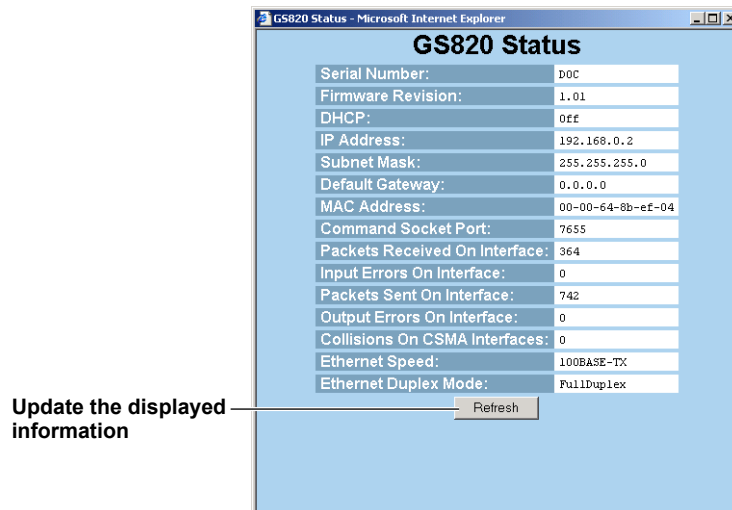 GS820 Status - Microsoft Internet Explorer
GS820 Status
Serial Number: DOC
Firmware Revision: 1.01
DHCP: Off
IP Address: 192.168.0.2
Subnet Mask: 255.255.255.0
Default Gateway: 0.0.0.0
MAC Address: 00-00-64-8b-ef-04
Command Socket Port: 7655
Packets Received On Interface: 364
Input Errors On Interface: 0
Packets Sent On Interface: 742
Output Errors On Interface: 0
Collisions On CSMA Interfaces: 0
Ethernet Speed: 100BASE-TX
Ethernet Duplex Mode: FullDuplex
Refresh
Update the displayed
information